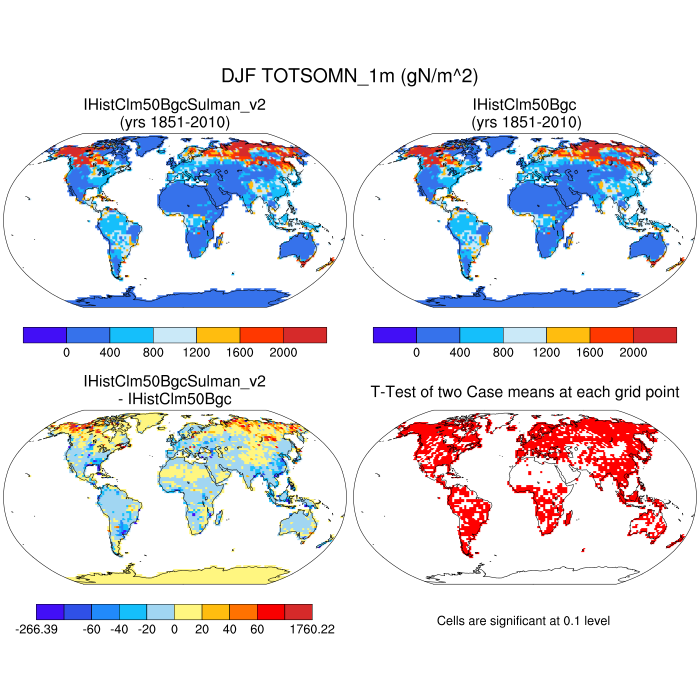 DJF TOTSOMN_1m (gN/m^2)
IHistClm50BgcSulman_v2
(yrs 1851-2010)
IHistClm50Bgc
(yrs 1851-2010)
0 400 800 1200 1600 2000
0 400 800 1200 1600 2000
IHistClm50BgcSulman_v2
- IHistClm50Bgc
T-Test of two Case means at each grid point
-266.39 -60 -40 -20 0 20 40 60 1760.22
Cells are significant at 0.1 level